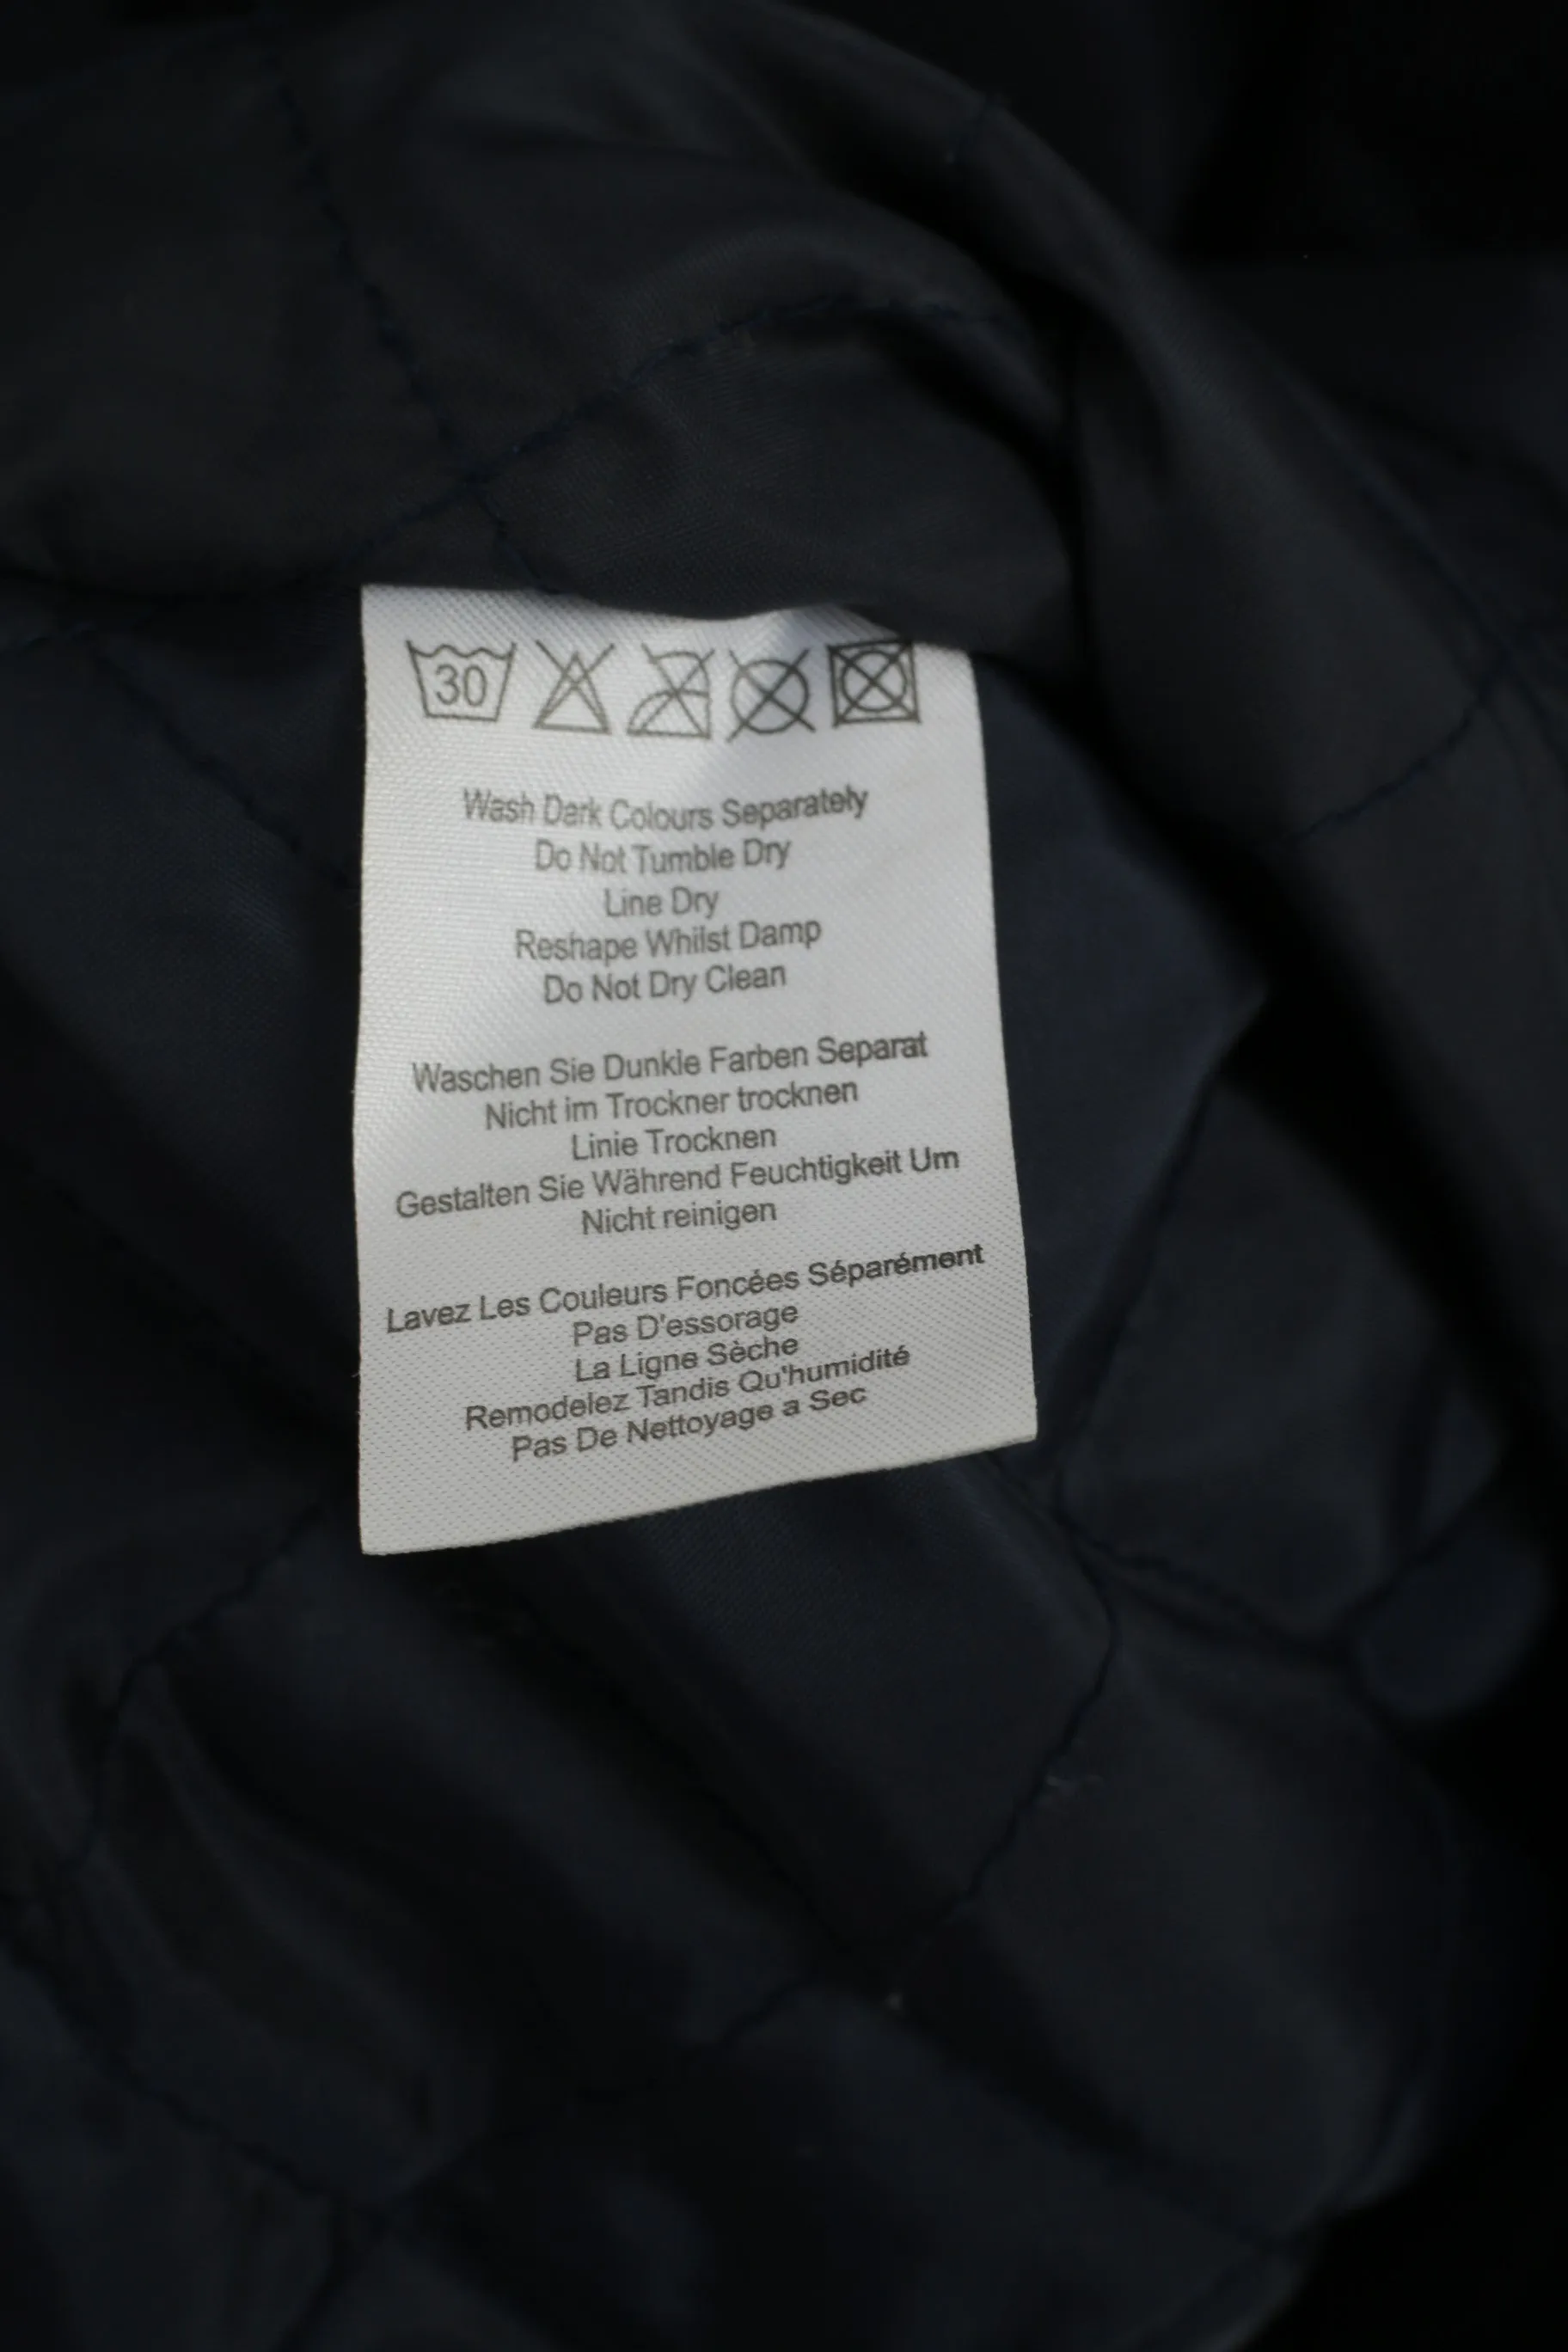 30
Wash Dark Colours Separately
Do Not Tumble Dry
Line Dry
Reshape Whilst Damp
Do Not Dry Clean
Waschen Sie Dunkle Farben Separat
Nicht im Trockner trocknen
Linie Trocknen
Gestalten Sie Während Feuchtigkeit Um
Nicht reinigen
Lavez Les Couleurs Foncées Séparément
Pas D'essorage
La Ligne Sèche
Remodelez Tandis Qu'humidité
Pas De Nettoyage a Sec